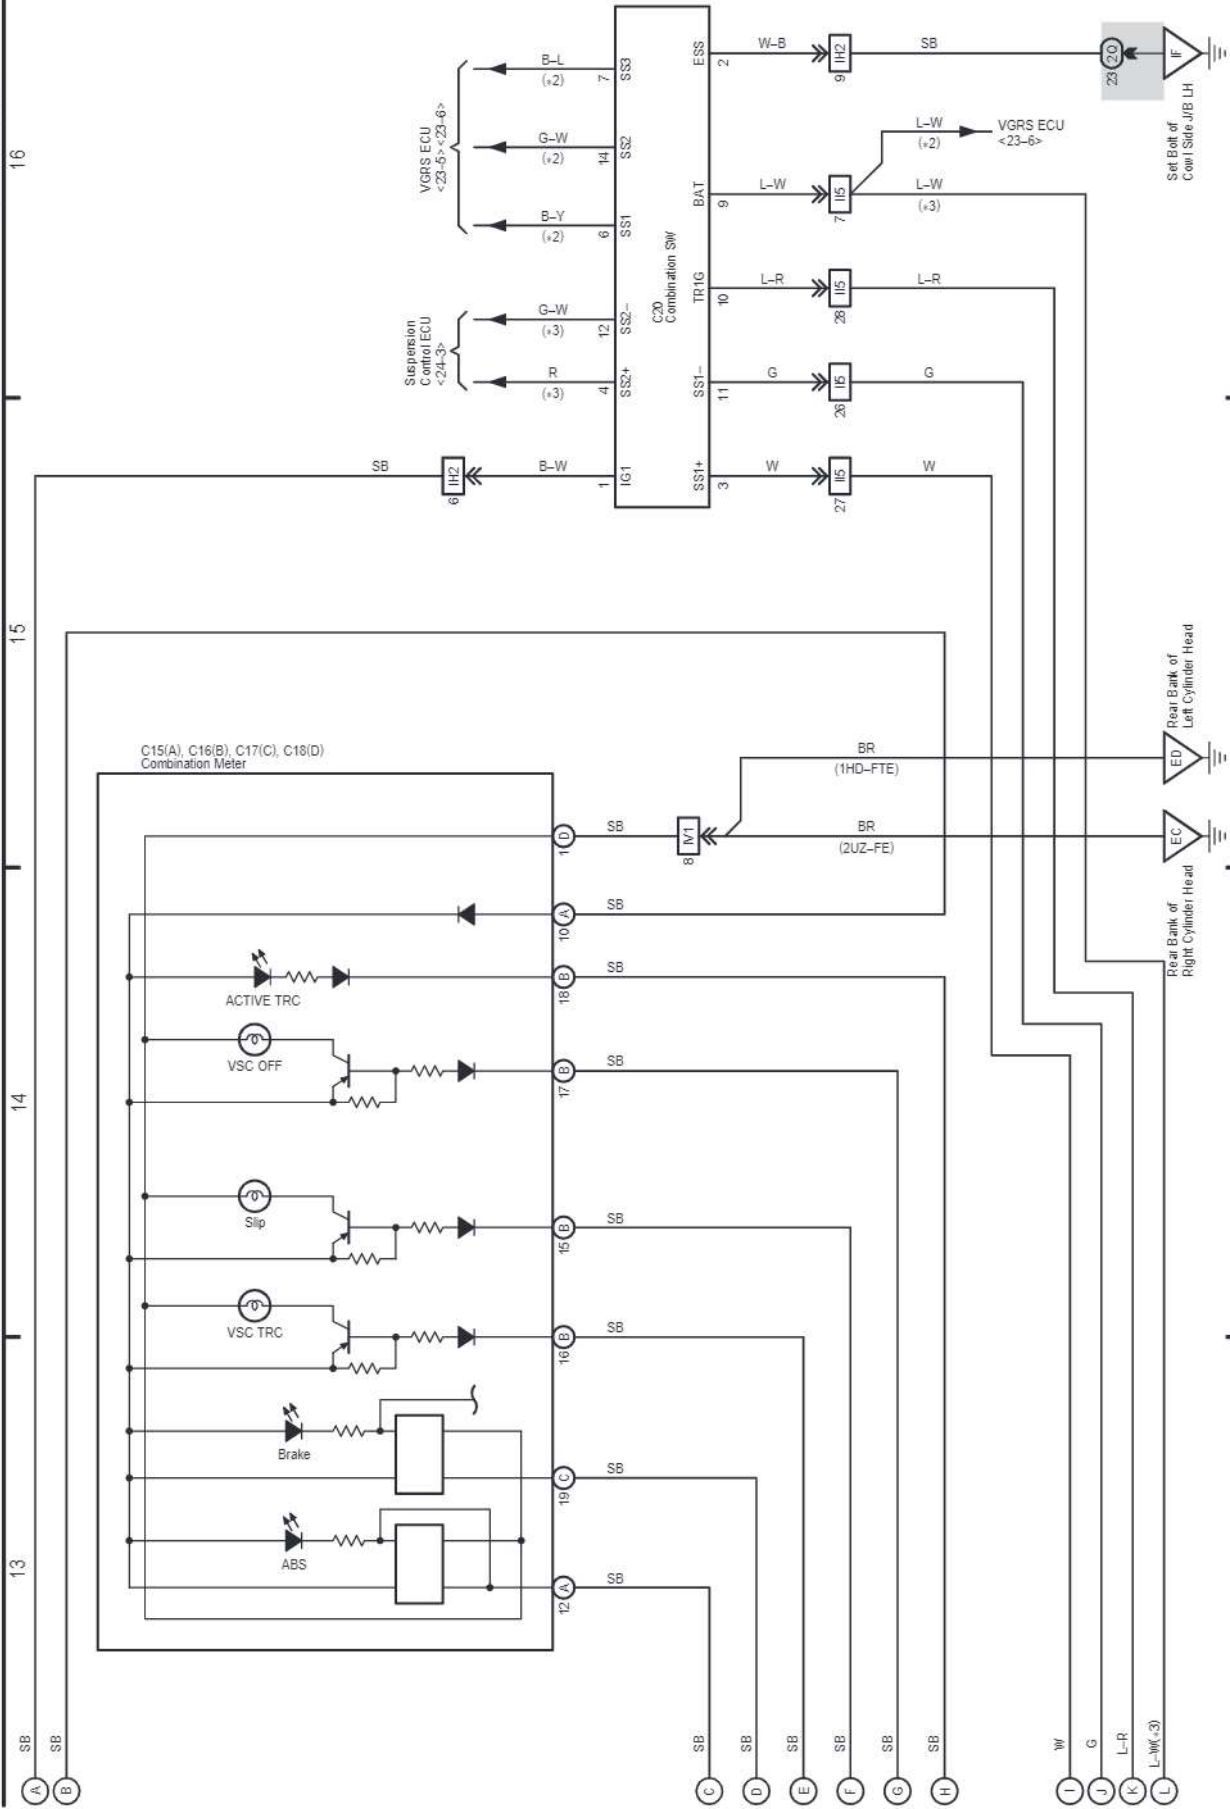 16
15
14
13
VGRS ECU
<23–5><23–6>
B–L
(*2)
7
SS3
G–W
(*2)
14
SS2
B–Y
(*2)
6
SS1
Suspension
Control ECU
<24–3>
G–W
(*3)
12
SS2–
R
(*3)
4
SS2+
SB
6
IH2
B–W
1
IG1
C20
Combination SW
ESS
2
W–B
9
IH2
SB
23
2Q
IF
Set Bolt of
Cowl Side J/B LH
BAT
9
L–W
7
II5
L–W
(*2)
VGRS ECU
<23–6>
L–W
(*3)
TR1G
10
L–R
28
II5
L–R
SS1–
11
G
26
II5
G
SS1+
3
W
27
II5
W
C15(A), C16(B), C17(C), C18(D)
Combination Meter
1
D
SB
8
IV1
BR
(1HD–FTE)
ED
Rear Bank of
Left Cylinder Head
BR
(2UZ–FE)
EC
Rear Bank of
Right Cylinder Head
10
A
SB
ACTIVE TRC
18
B
SB
VSC OFF
17
B
SB
Slip
15
B
SB
VSC TRC
16
B
SB
Brake
19
C
SB
ABS
12
A
SB
SB
A
SB
B
SB
C
SB
D
SB
E
SB
F
SB
G
SB
H
W
I
G
J
L–R
K
L–W(*3)
L